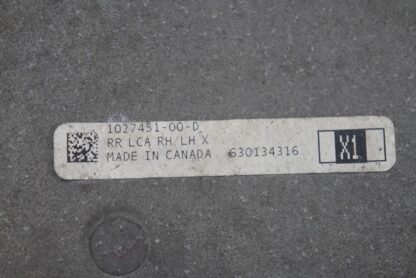 1027451-00-D
RR LCA RH/LH X
MADE IN CANADA 630134316
X1